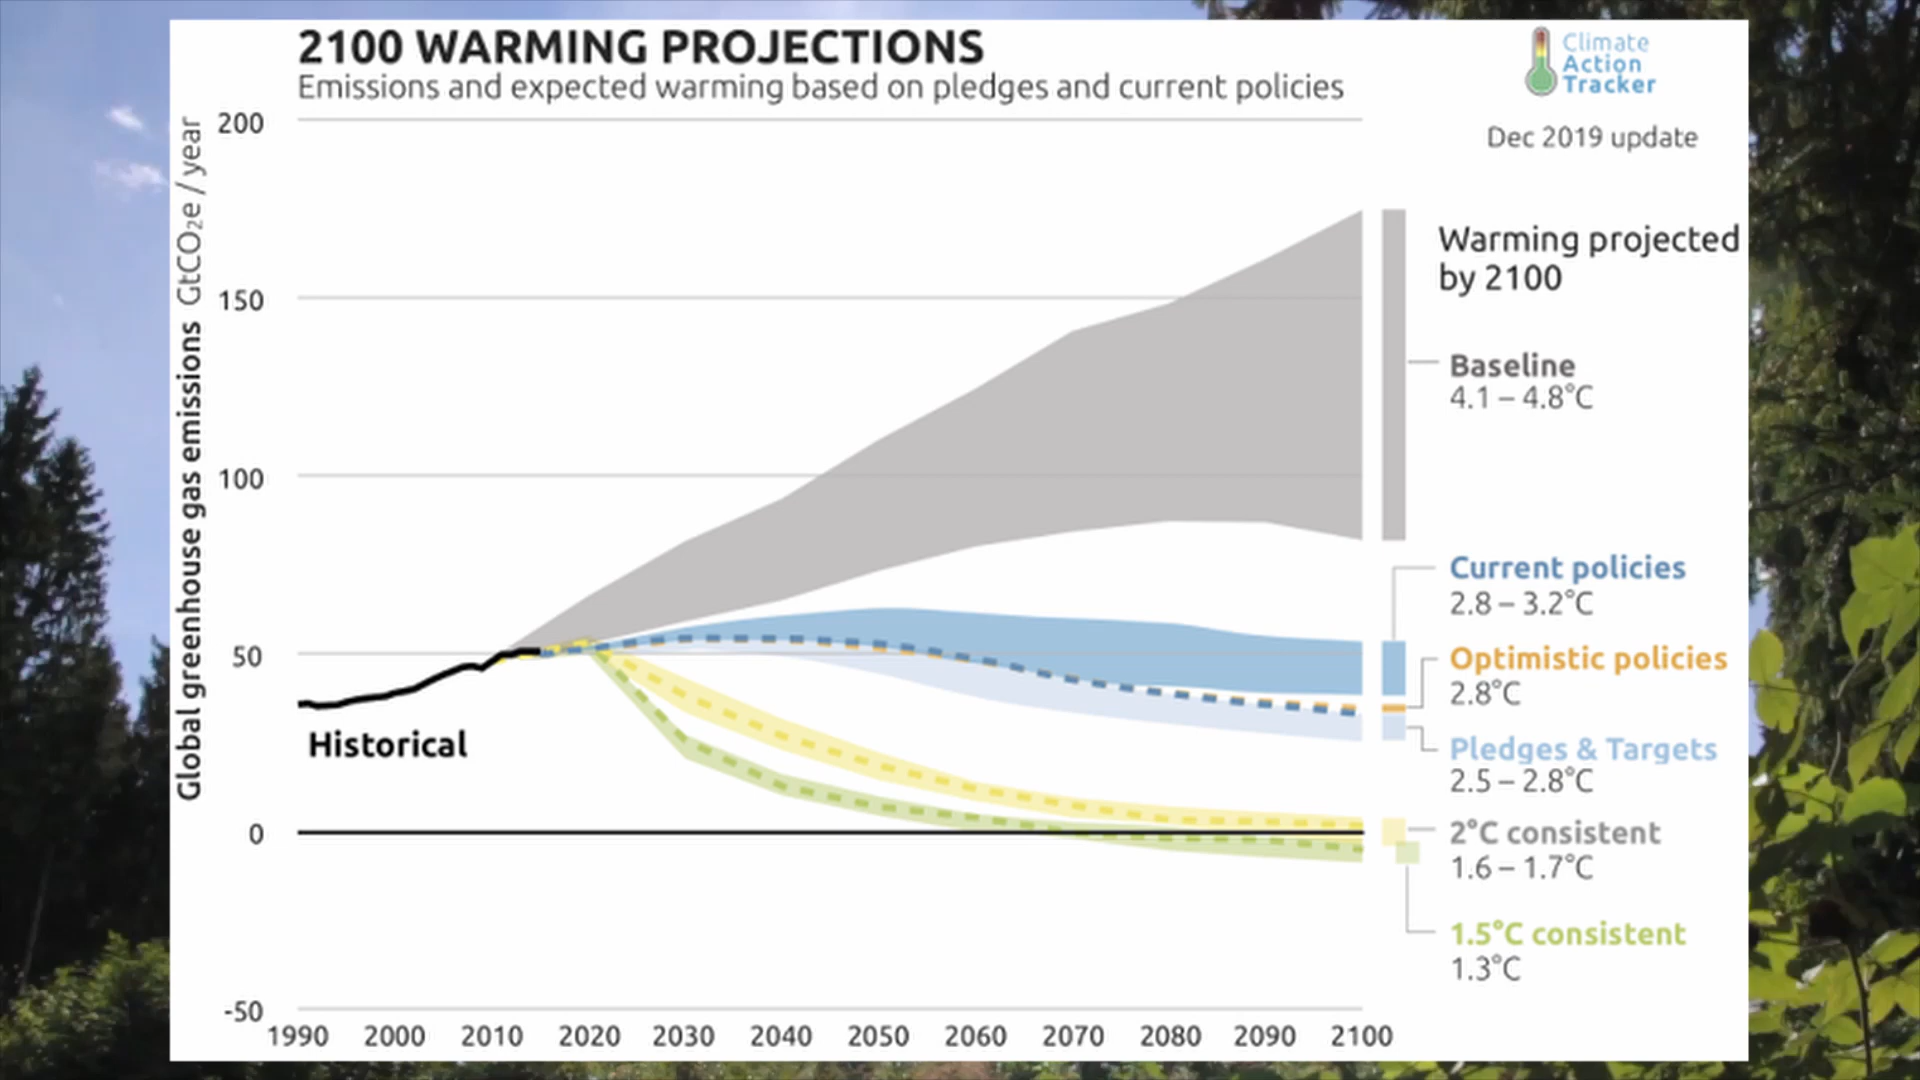 2100 WARMING PROJECTIONS
Emissions and expected warming based on pledges and current policies
Climate
Action
Tracker
Dec 2019 update
Global greenhouse gas emissions GtCO₂e / year
200
150
100
50
0
-50
1990 2000 2010 2020 2030 2040 2050 2060 2070 2080 2090 2100
Historical
Warming projected
by 2100
Baseline
4.1 – 4.8°C
Current policies
2.8 – 3.2°C
Optimistic policies
2.8°C
Pledges & Targets
2.5 – 2.8°C
2°C consistent
1.6 – 1.7°C
1.5°C consistent
1.3°C